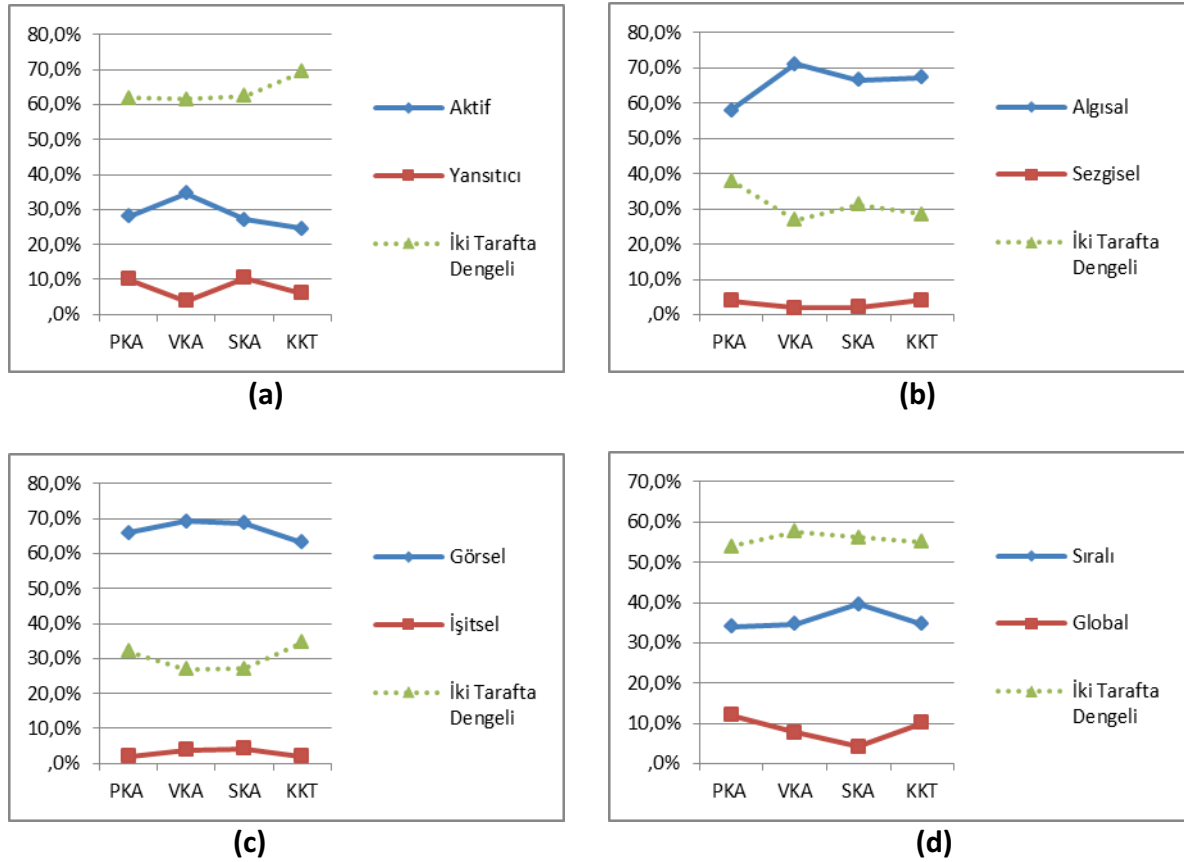 80,0%
70,0%
60,0%
50,0%
40,0%
30,0%
20,0%
10,0%
,0%
PKA VKA SKA KKT
Aktif
Yansıtıcı
İki Tarafta
Dengeli
(a)
80,0%
70,0%
60,0%
50,0%
40,0%
30,0%
20,0%
10,0%
,0%
PKA VKA SKA KKT
Algısal
Sezgisel
İki Tarafta
Dengeli
(b)
80,0%
70,0%
60,0%
50,0%
40,0%
30,0%
20,0%
10,0%
,0%
PKA VKA SKA KKT
Görsel
İşitsel
İki Tarafta
Dengeli
(c)
70,0%
60,0%
50,0%
40,0%
30,0%
20,0%
10,0%
,0%
PKA VKA SKA KKT
Sıralı
Global
İki Tarafta
Dengeli
(d)